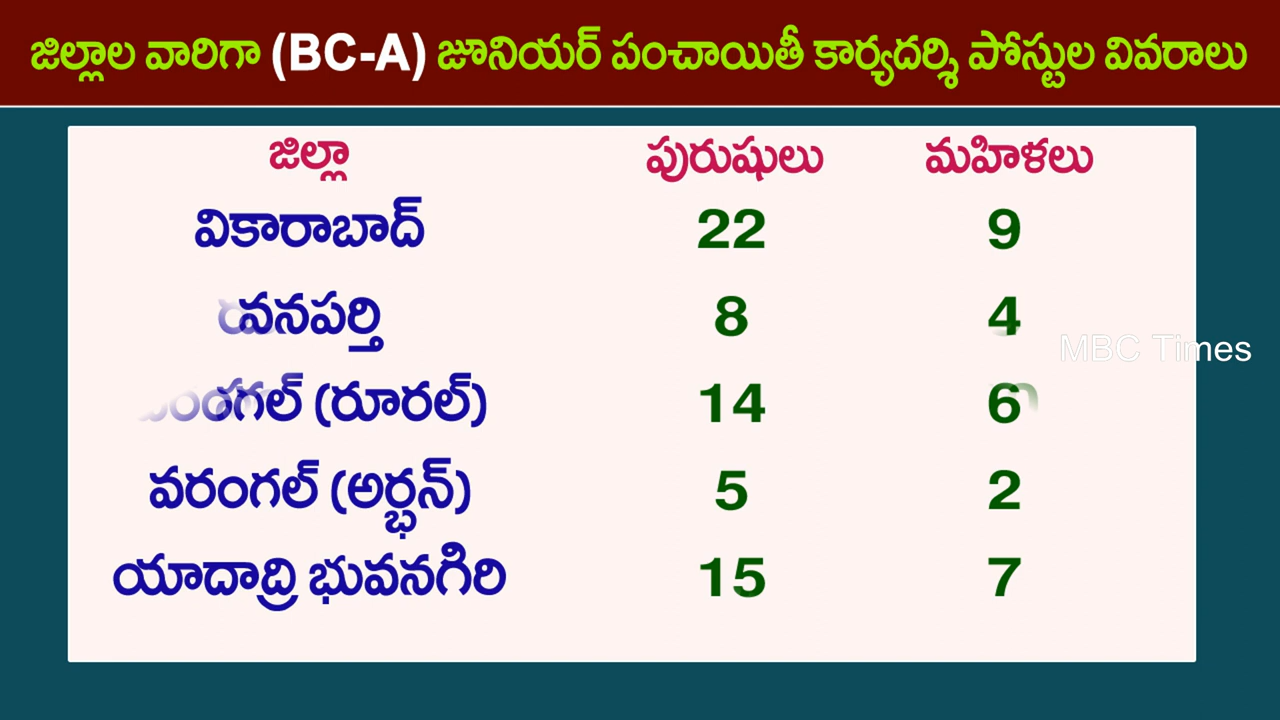 జిల్లాల వారిగా (BC-A) జూనియర్ పంచాయితీ కార్యదర్శి పోస్టుల వివరాలు
జిల్లా పురుషులు మహిళలు
వికారాబాద్ 22 9
వనపర్తి 8 4
MBC Times
వరంగల్ (రూరల్) 14 6
వరంగల్ (అర్బన్) 5 2
యాదాద్రి భువనగిరి 15 7